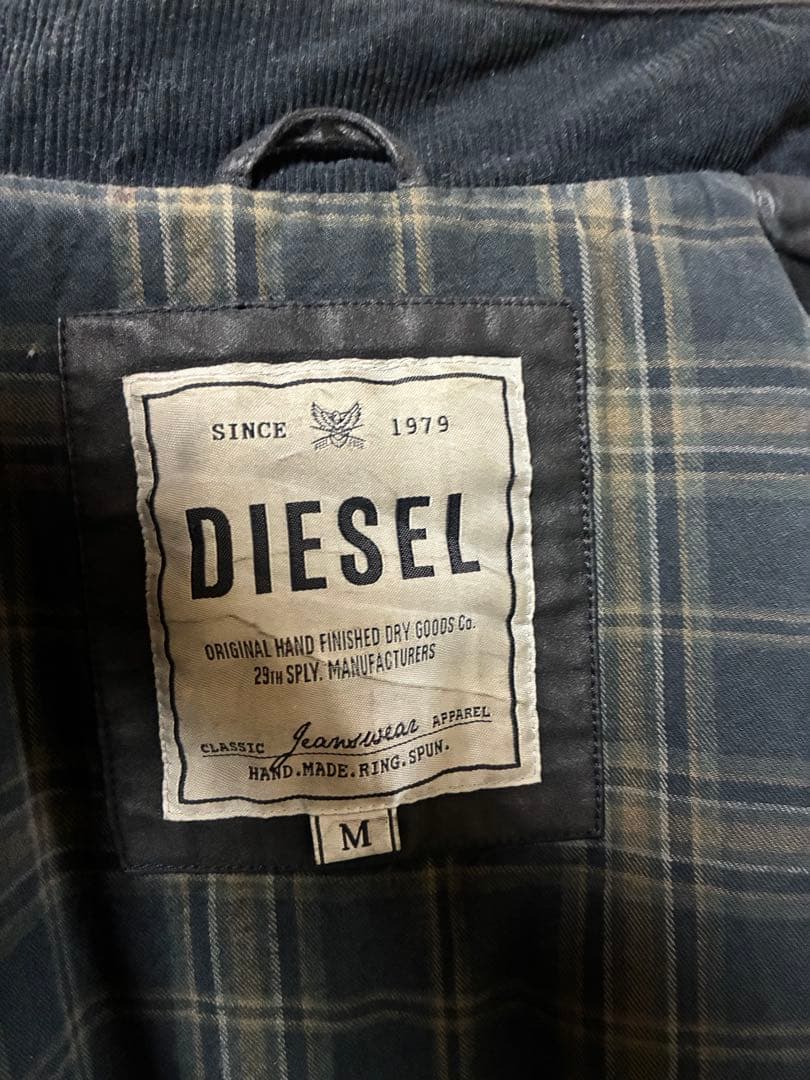 SINCE 1979
DIESEL
ORIGINAL HAND FINISHED DRY GOODS Co.
29TH SPLY. MANUFACTURERS
CLASSIC Jeanswear APPAREL
HAND.MADE.RING.SPUN.
M